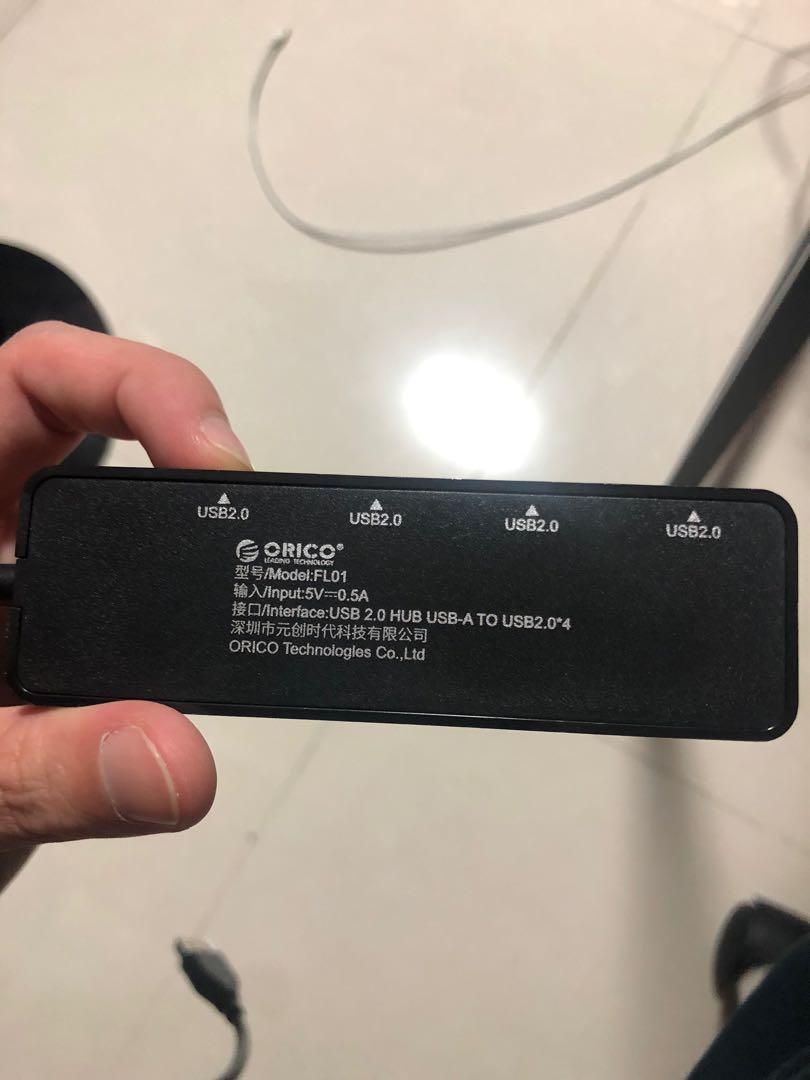 USB2.0 USB2.0 USB2.0 USB2.0
ORICO®
LEADING TECHNOLOGY
型号/Model:FL01
输入/Input:5V⎓0.5A
接口/Interface:USB 2.0 HUB USB-A TO USB2.0*4
深圳市元创时代科技有限公司
ORICO Technologies Co.,Ltd